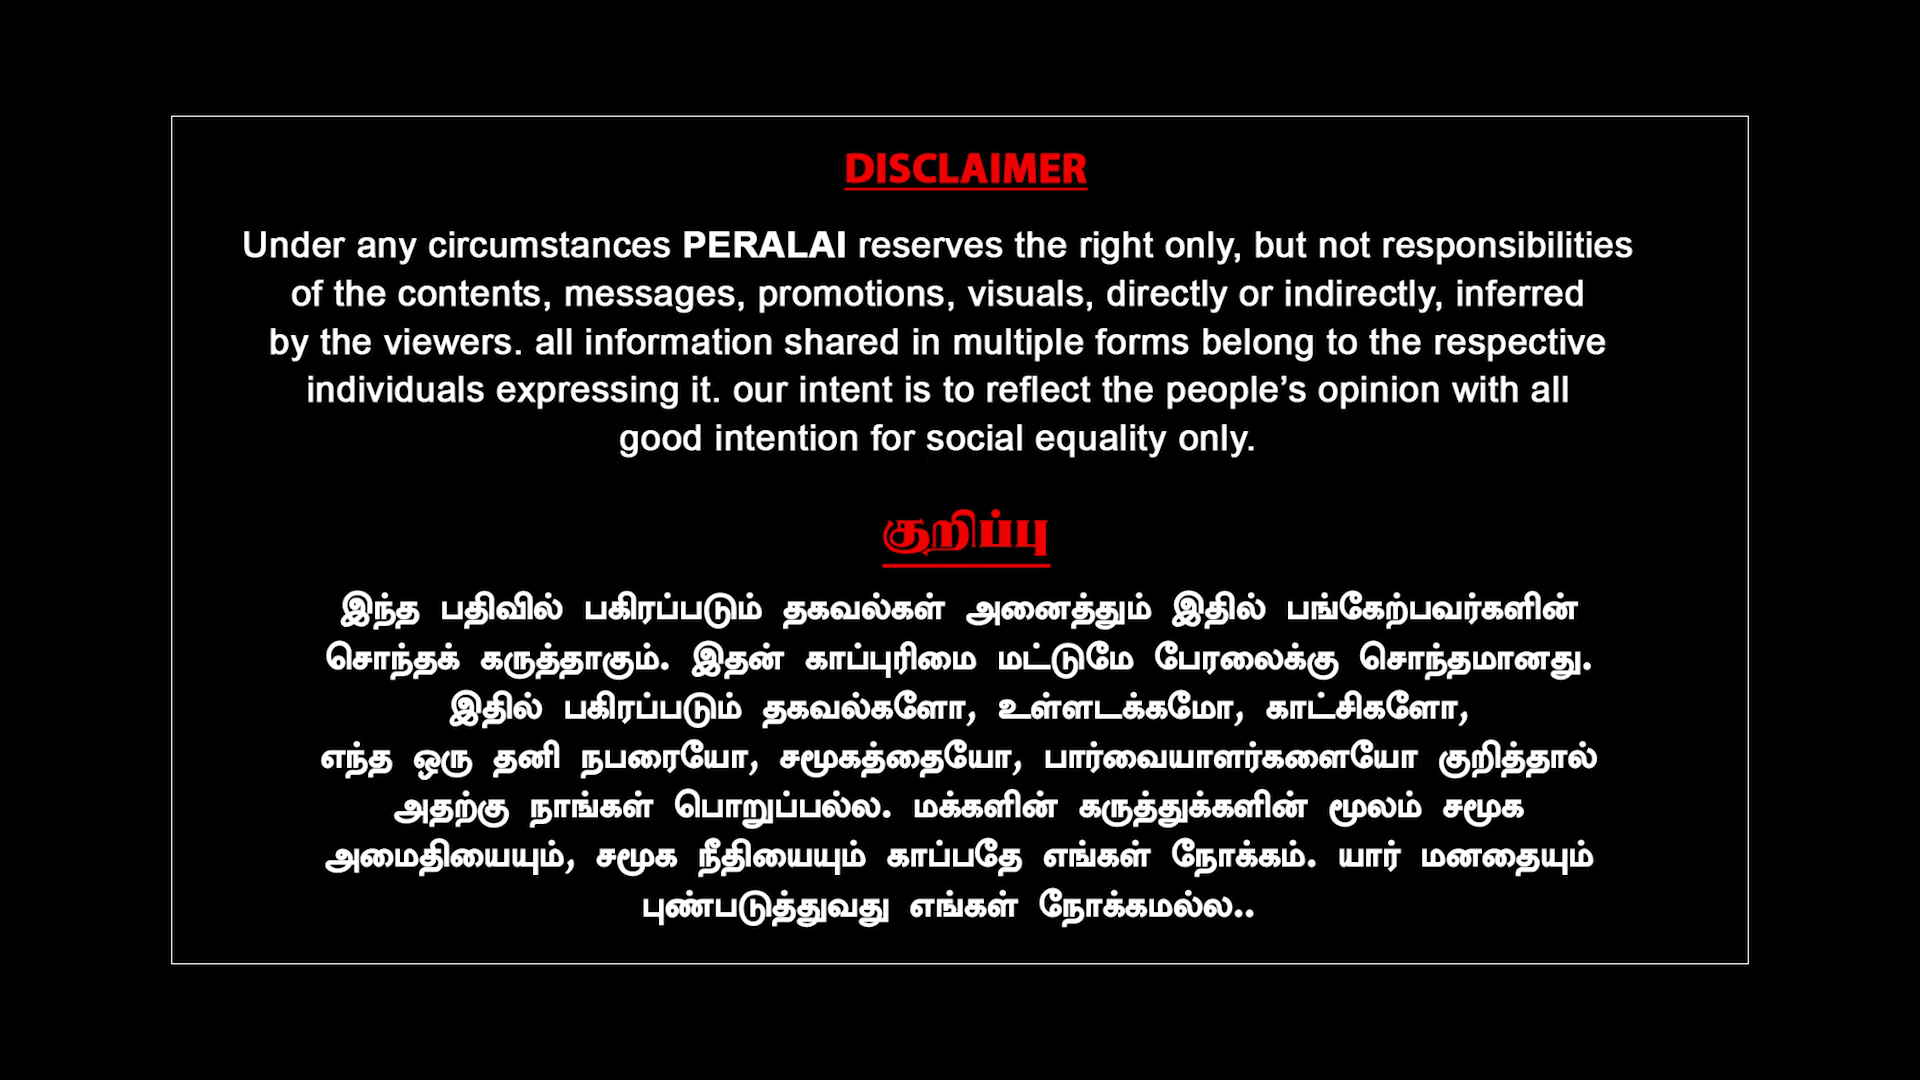 DISCLAIMER
Under any circumstances PERALAI reserves the right only, but not responsibilities
of the contents, messages, promotions, visuals, directly or indirectly, inferred
by the viewers. all information shared in multiple forms belong to the respective
individuals expressing it. our intent is to reflect the people’s opinion with all
good intention for social equality only.
குறிப்பு
இந்த பதிவில் பகிரப்படும் தகவல்கள் அனைத்தும் இதில் பங்கேற்பவர்களின்
சொந்தக் கருத்தாகும். இதன் காப்புரிமை மட்டுமே பேரலைக்கு சொந்தமானது.
இதில் பகிரப்படும் தகவல்களோ, உள்ளடக்கமோ, காட்சிகளோ,
எந்த ஒரு தனி நபரையோ, சமூகத்தையோ, பார்வையாளர்களையோ குறித்தால்
அதற்கு நாங்கள் பொறுப்பல்ல. மக்களின் கருத்துக்களின் மூலம் சமூக
அமைதியையும், சமூக நீதியையும் காப்பதே எங்கள் நோக்கம். யார் மனதையும்
புண்படுத்துவது எங்கள் நோக்கமல்ல..